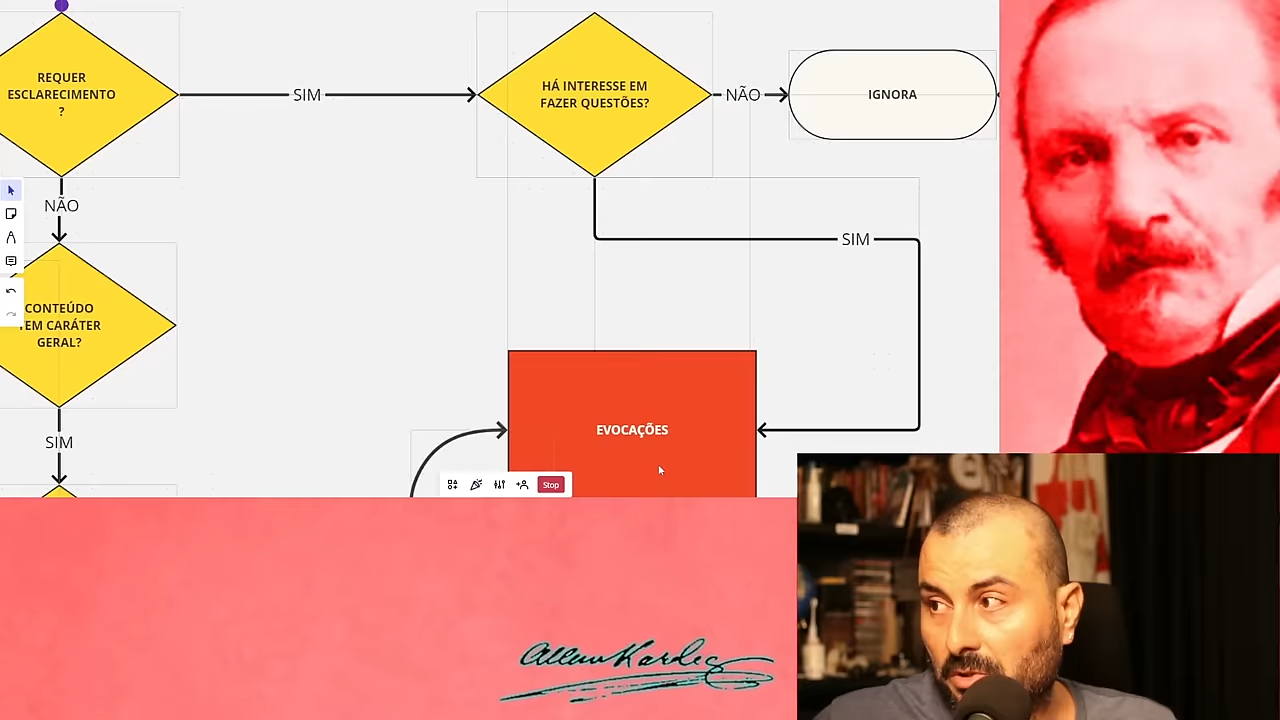 REQUER
ESCLARECIMENTO
?
SIM
HÁ INTERESSE EM
FAZER QUESTÕES?
NÃO
IGNORA
NÃO
SIM
CONTEÚDO
TEM CARÁTER
GERAL?
SIM
EVOCAÇÕES
Stop
Allan Kardec